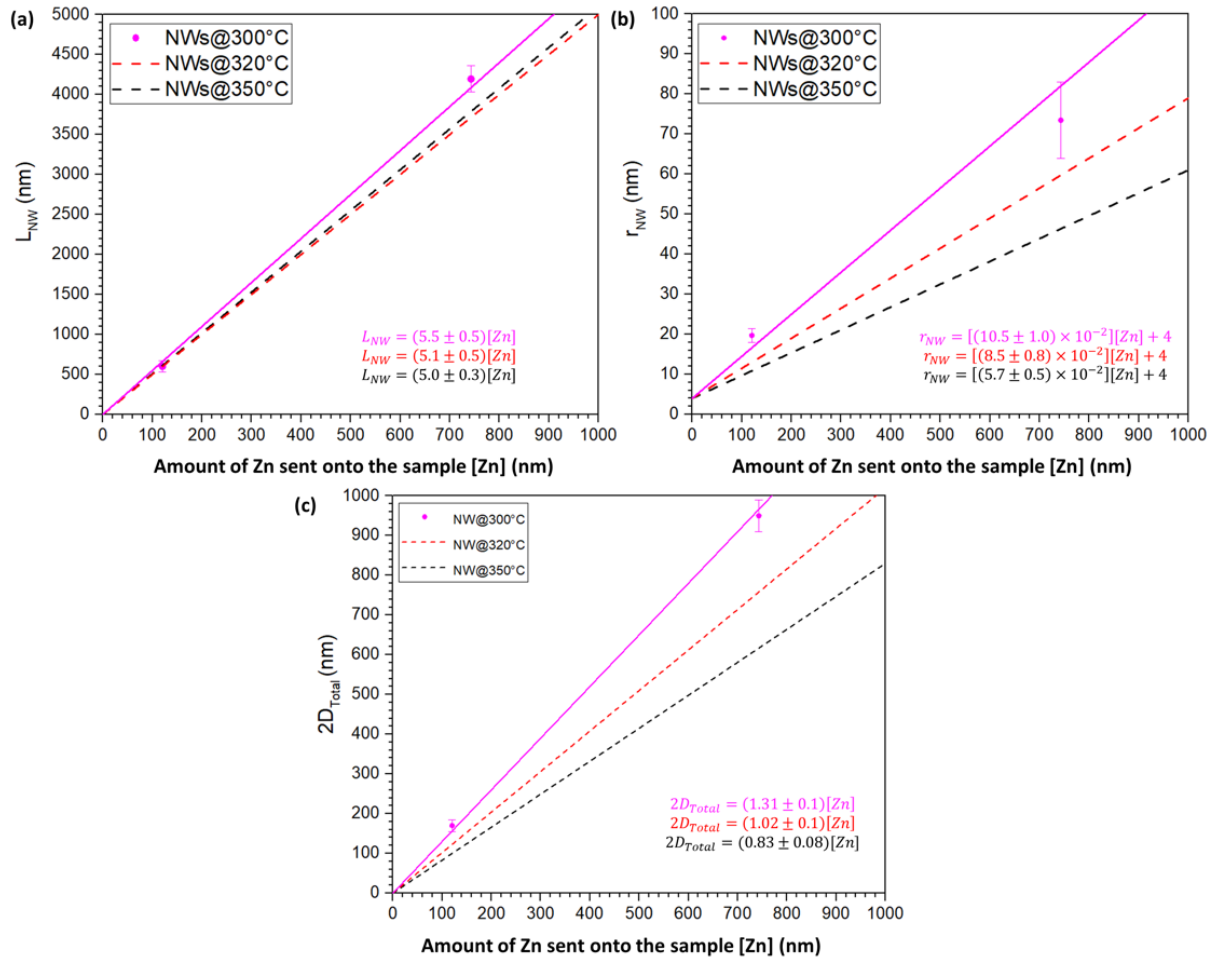 (a)
NWs@300°C
NWs@320°C
NWs@350°C
5000
4500
4000
3500
3000
2500
2000
1500
1000
500
0
L_NW (nm)
L_NW = (5.5 ± 0.5)[Zn]
L_NW = (5.1 ± 0.5)[Zn]
L_NW = (5.0 ± 0.3)[Zn]
0 100 200 300 400 500 600 700 800 900 1000
Amount of Zn sent onto the sample [Zn] (nm)
(b)
NWs@300°C
NWs@320°C
NWs@350°C
100
80
60
40
20
0
r_NW (nm)
r_NW = [(10.5 ± 1.0) × 10^-2][Zn] + 4
r_NW = [(8.5 ± 0.8) × 10^-2][Zn] + 4
r_NW = [(5.7 ± 0.5) × 10^-2][Zn] + 4
0 100 200 300 400 500 600 700 800 900 1000
Amount of Zn sent onto the sample [Zn] (nm)
(c)
NW@300°C
NW@320°C
NW@350°C
1000
900
800
700
600
500
400
300
200
100
0
2D_Total (nm)
2D_Total = (1.31 ± 0.1)[Zn]
2D_Total = (1.02 ± 0.1)[Zn]
2D_Total = (0.83 ± 0.08)[Zn]
0 100 200 300 400 500 600 700 800 900 1000
Amount of Zn sent onto the sample [Zn] (nm)